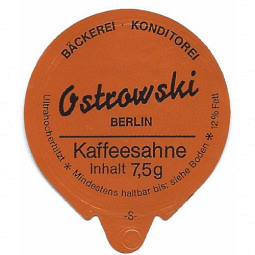 BÄCKEREI · KONDITOREI
Ostrowski
BERLIN
Kaffeesahne
Inhalt 7,5g
Ultrahocherhitzt * Mindestens haltbar bis: siehe Boden * 12% Fett
-S-